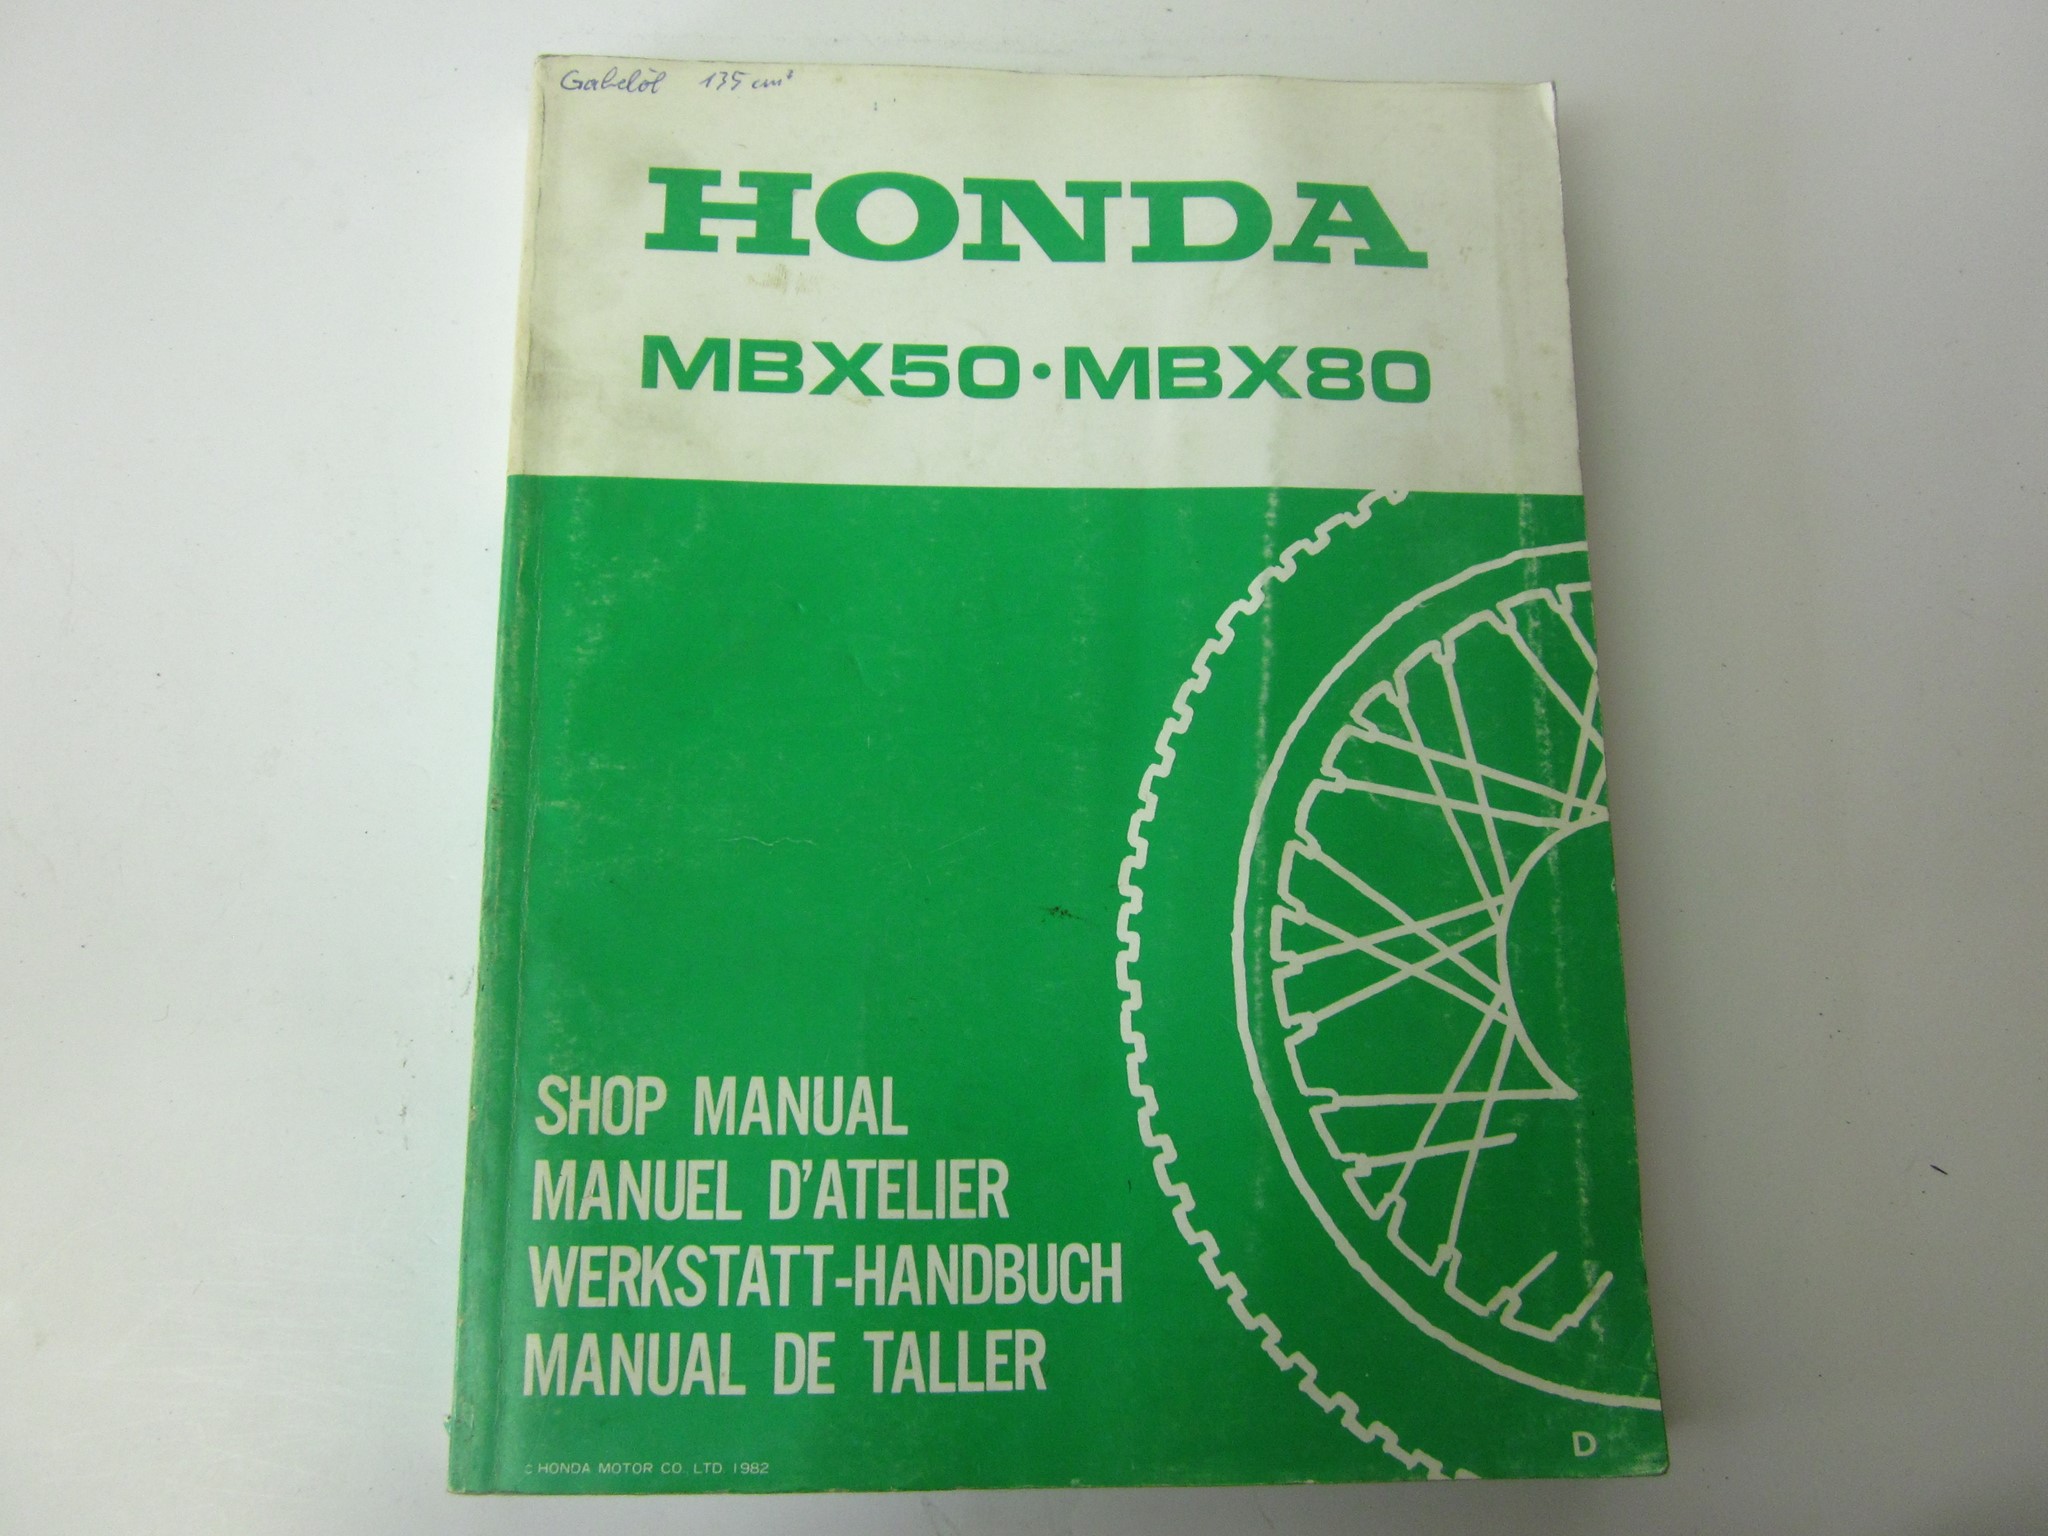 Gabelöl 135 cm³
HONDA
MBX50·MBX80
SHOP MANUAL
MANUEL D'ATELIER
WERKSTATT-HANDBUCH
MANUAL DE TALLER
D
© HONDA MOTOR CO., LTD. 1982